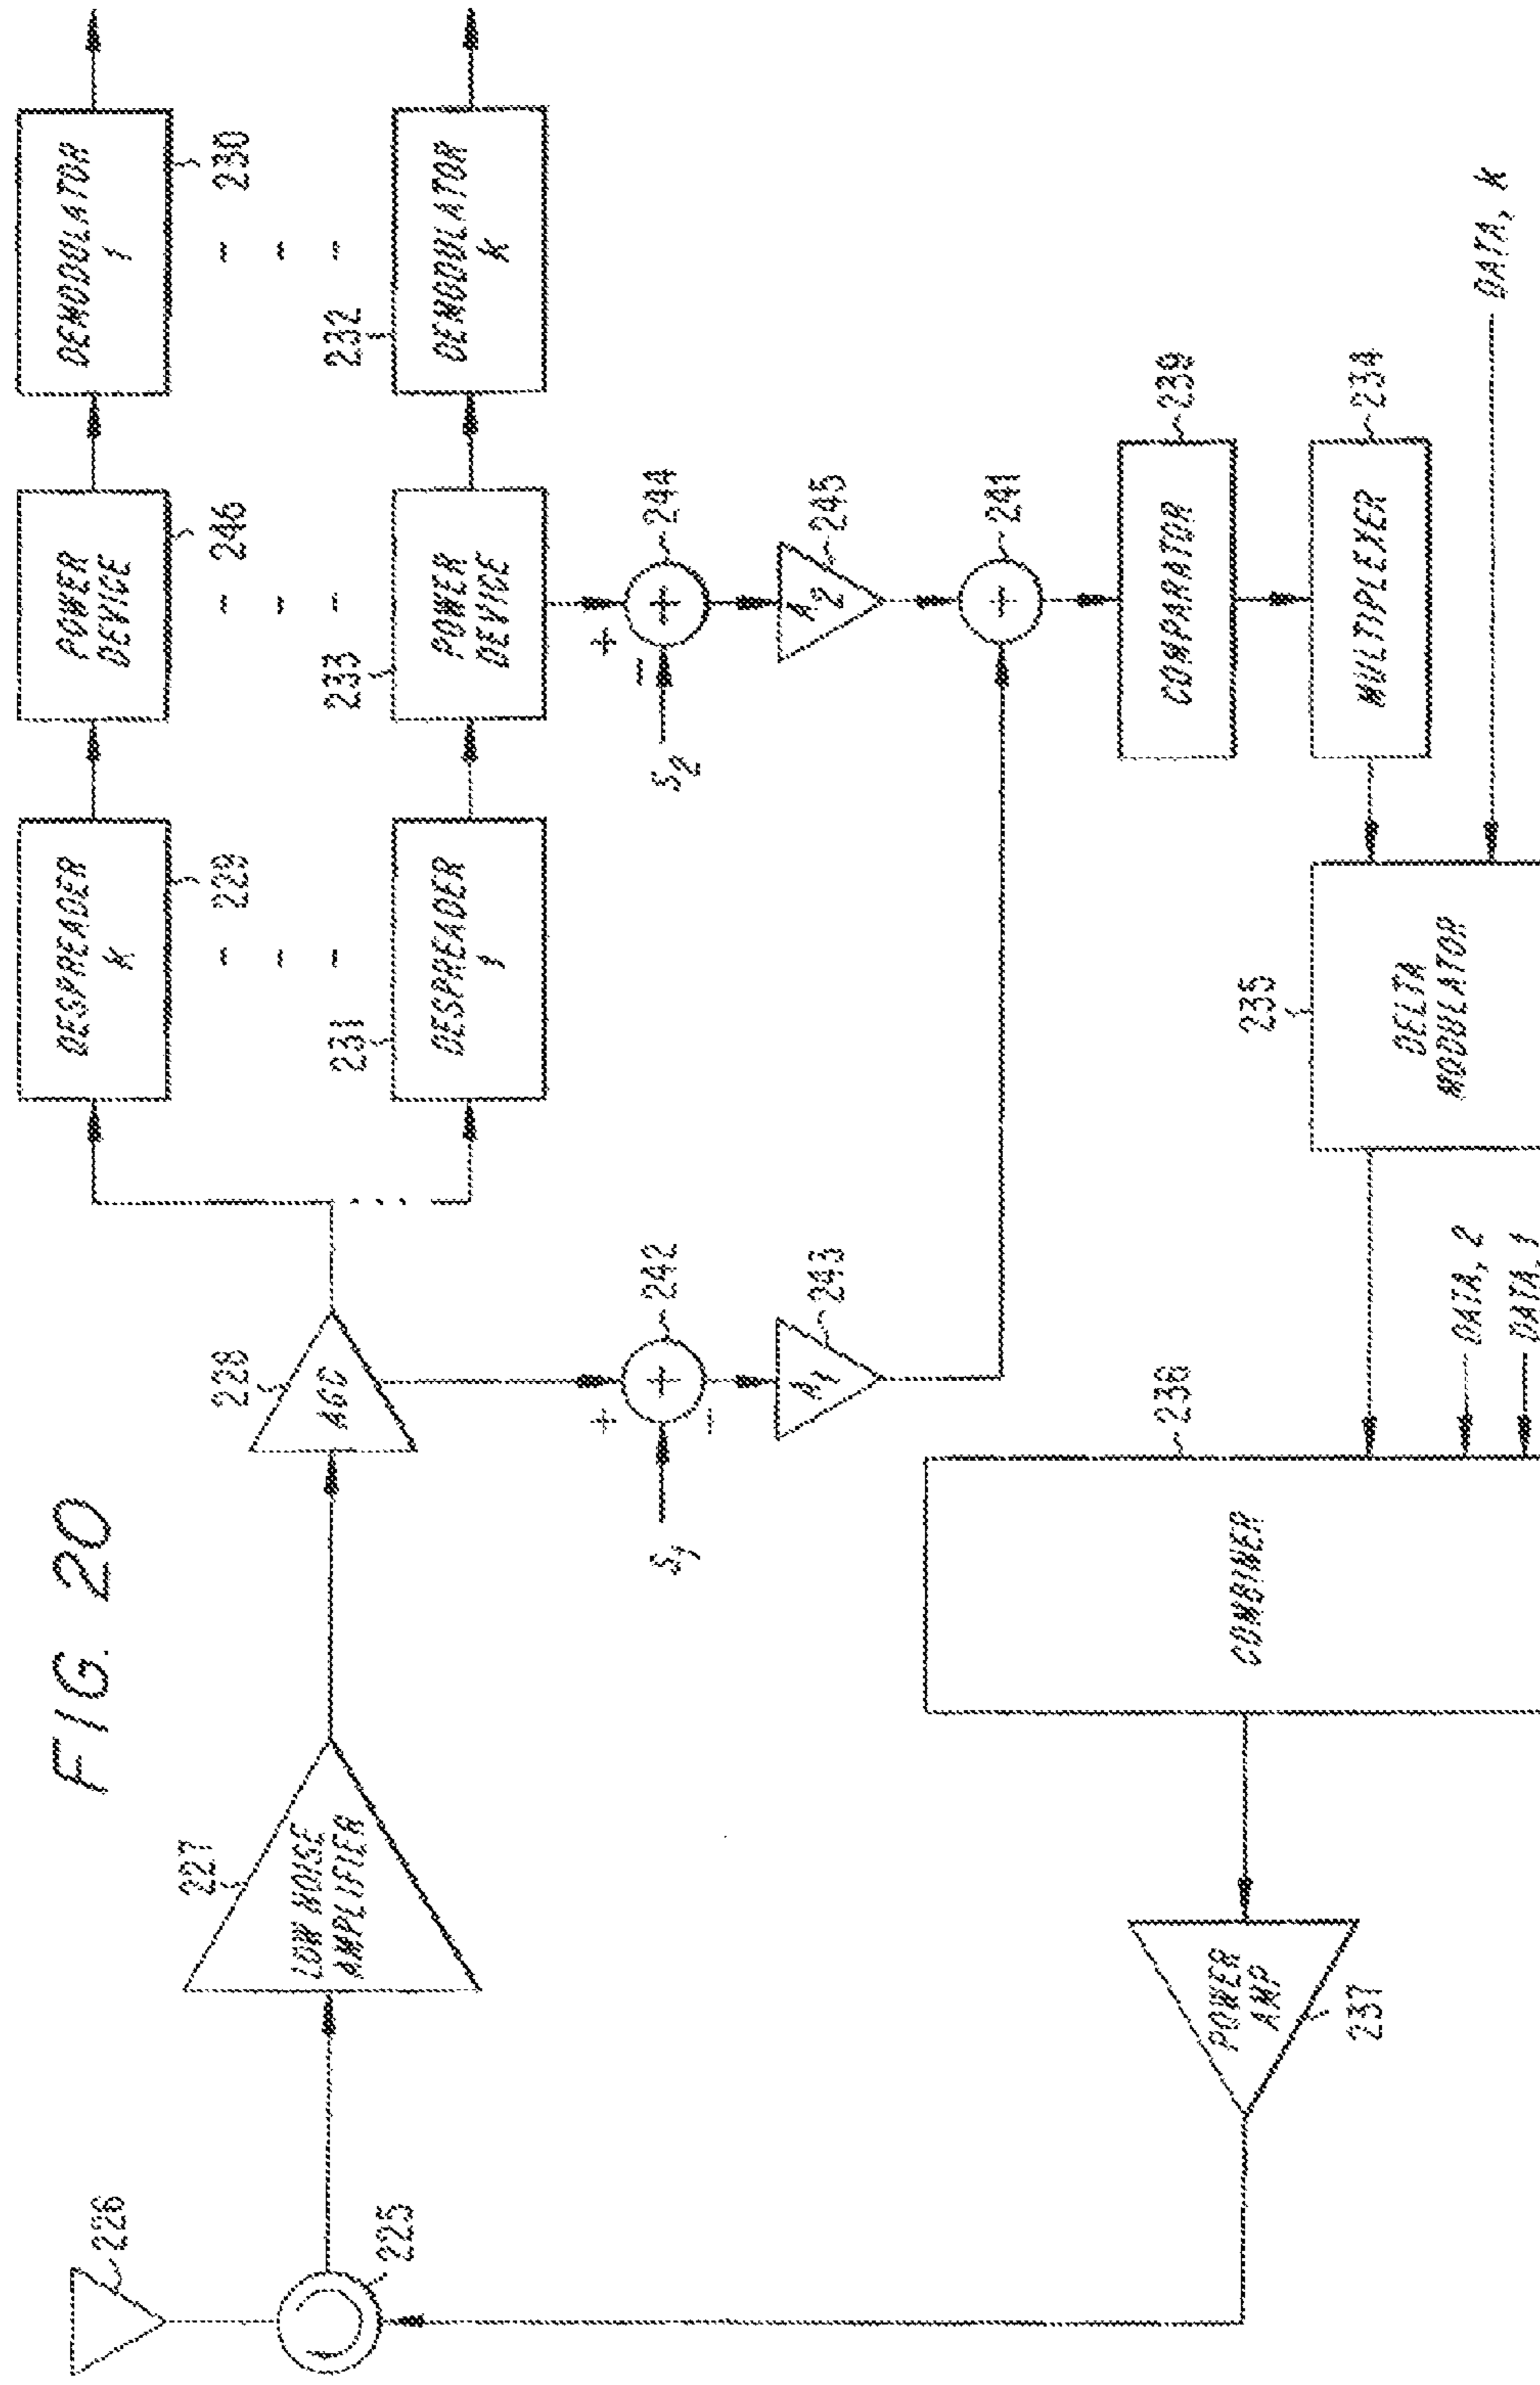 FIG. 20
226
225
227
LOW NOISE
AMPLIFIER
228
AGC
DESPREADER
K
229
POWER
DEVICE
246
DEMODULATOR
1
230
231
DESPREADER
1
233
POWER
DEVICE
232
DEMODULATOR
K
S1
+
+
−
242
A1
243
S2
−
+
+
244
A2
245
+
241
COMPARATOR
239
MULTIPLEXER
234
DATA, K
235
DELTA
MODULATOR
DATA, 2
DATA, 1
COMBINER
236
POWER
AMP
237